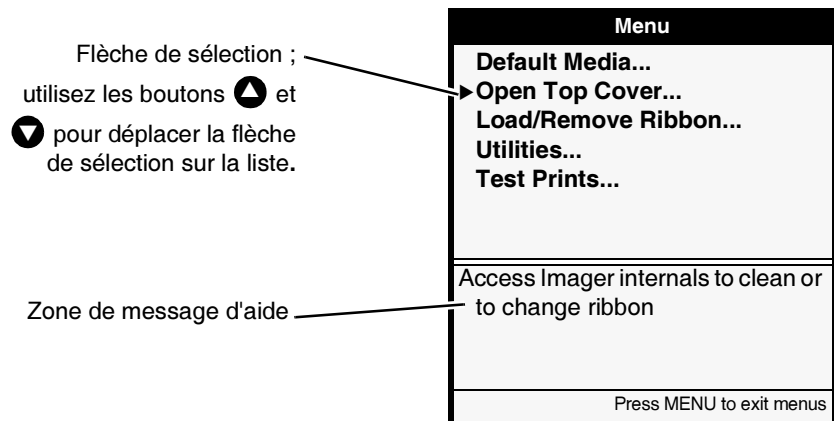 Flèche de sélection ;
utilisez les boutons et
pour déplacer la flèche
de sélection sur la liste.
Zone de message d'aide
Menu
Default Media...
Open Top Cover...
Load/Remove Ribbon...
Utilities...
Test Prints...
Access Imager internals to clean or
to change ribbon
Press MENU to exit menus